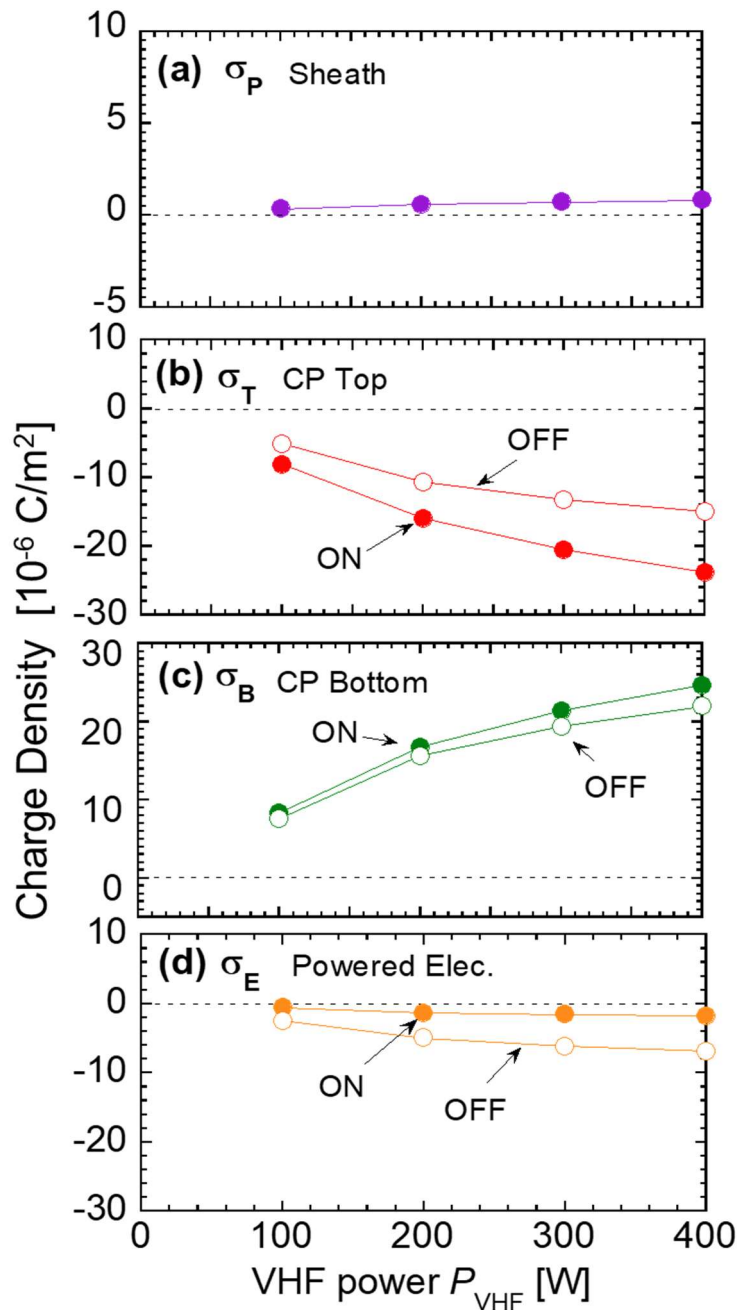 10
(a) σP Sheath
5
0
-5
10
(b) σT CP Top
0
OFF
-10
-20
ON
-30
30
(c) σB CP Bottom
ON
20
OFF
10
0
10
(d) σE Powered Elec.
0
-10
ON
OFF
-20
-30
0 100 200 300 400
VHF power PVHF [W]
Charge Density [10-6 C/m2]